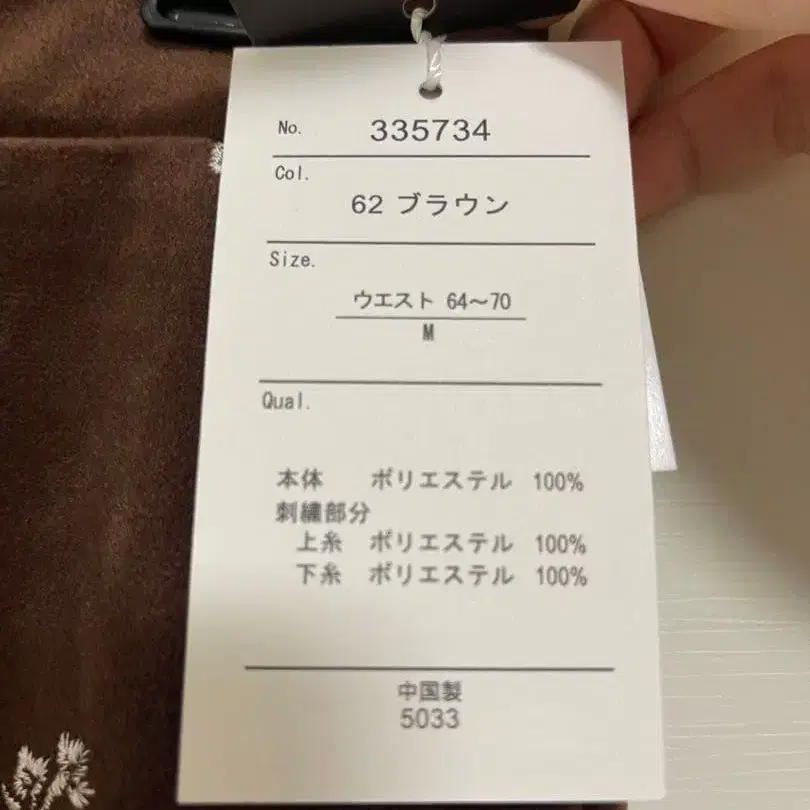 No. 335734
Col.
62 ブラウン
Size.
ウエスト 64～70
M
Qual.
本体 ポリエステル 100%
刺繍部分
上糸 ポリエステル 100%
下糸 ポリエステル 100%
中国製
5033